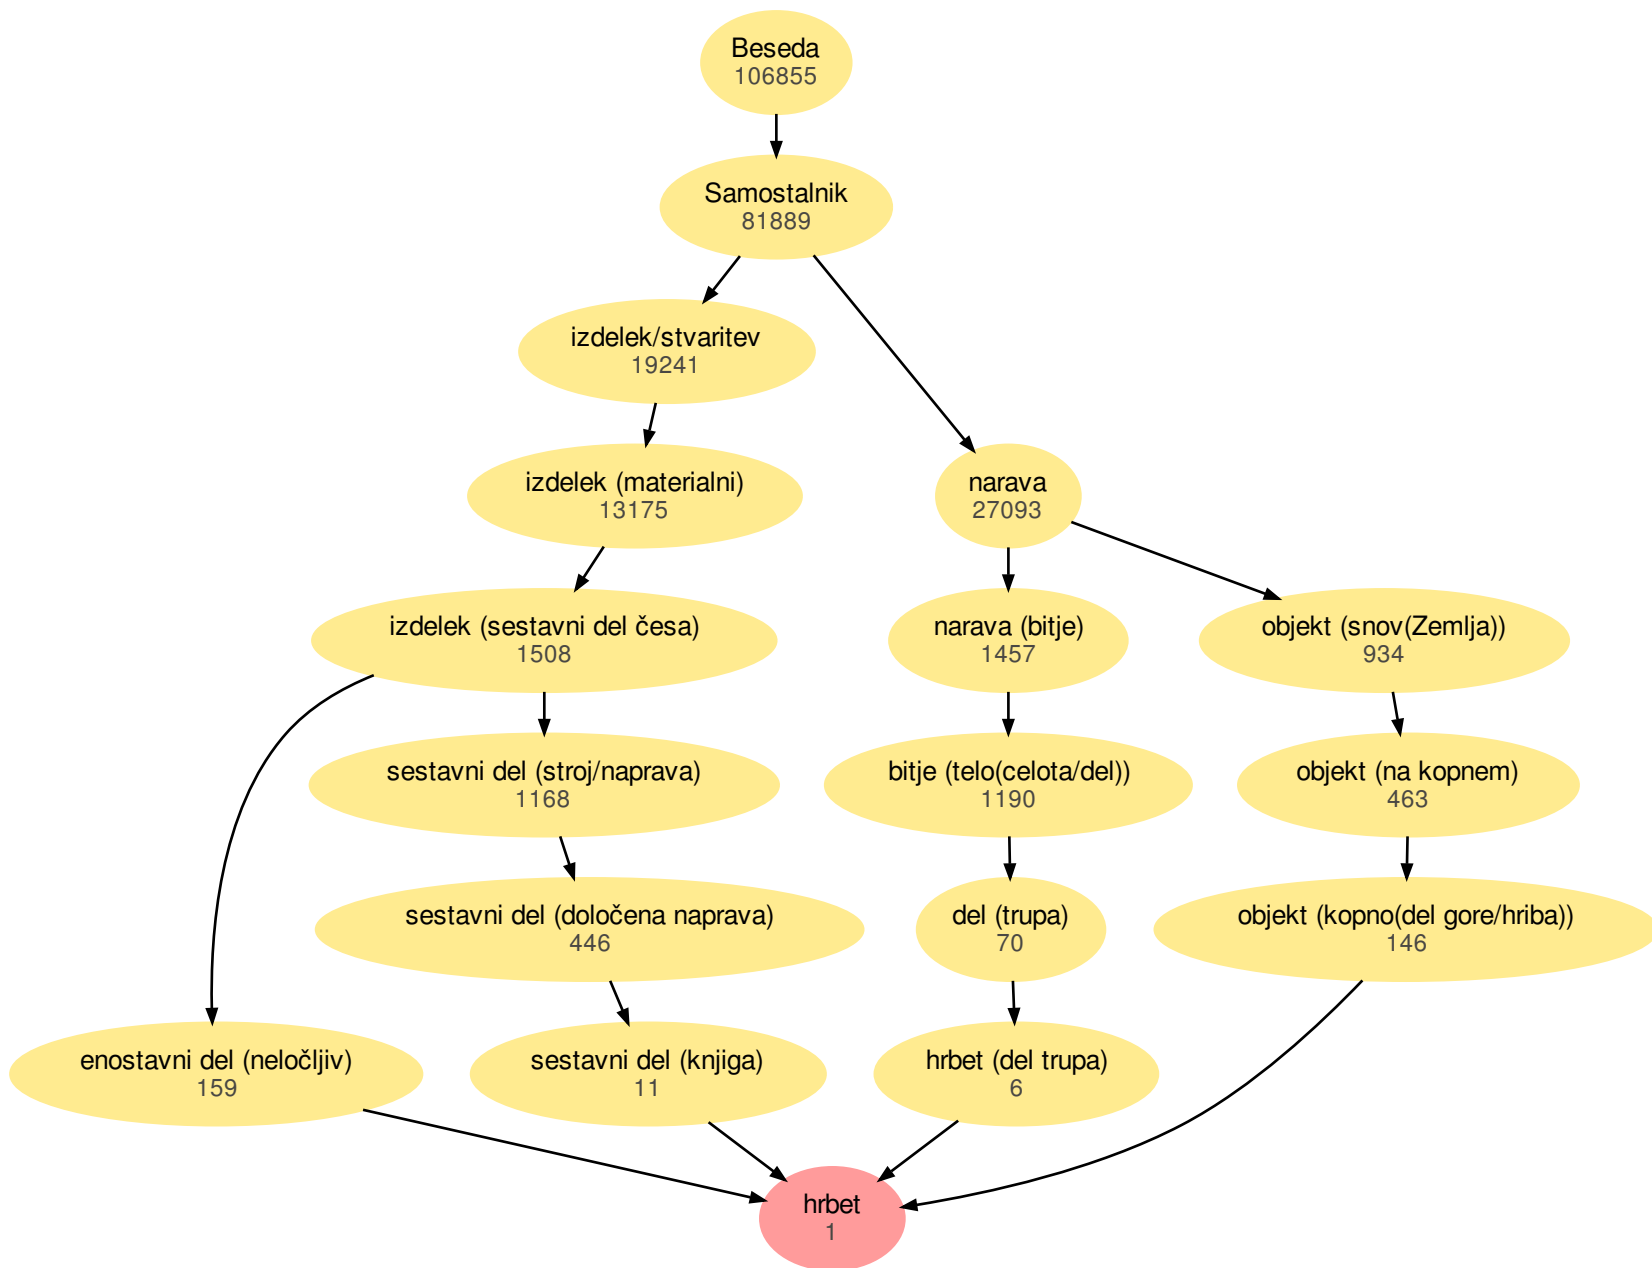 Beseda
106855
Samostalnik
81889
izdelek/stvaritev
19241
izdelek (materialni)
13175
narava
27093
izdelek (sestavni del česa)
1508
narava (bitje)
1457
objekt (snov(Zemlja))
934
sestavni del (stroj/naprava)
1168
bitje (telo(celota/del))
1190
objekt (na kopnem)
463
sestavni del (določena naprava)
446
del (trupa)
70
objekt (kopno(del gore/hriba))
146
enostavni del (neločljiv)
159
sestavni del (knjiga)
11
hrbet (del trupa)
6
hrbet
1